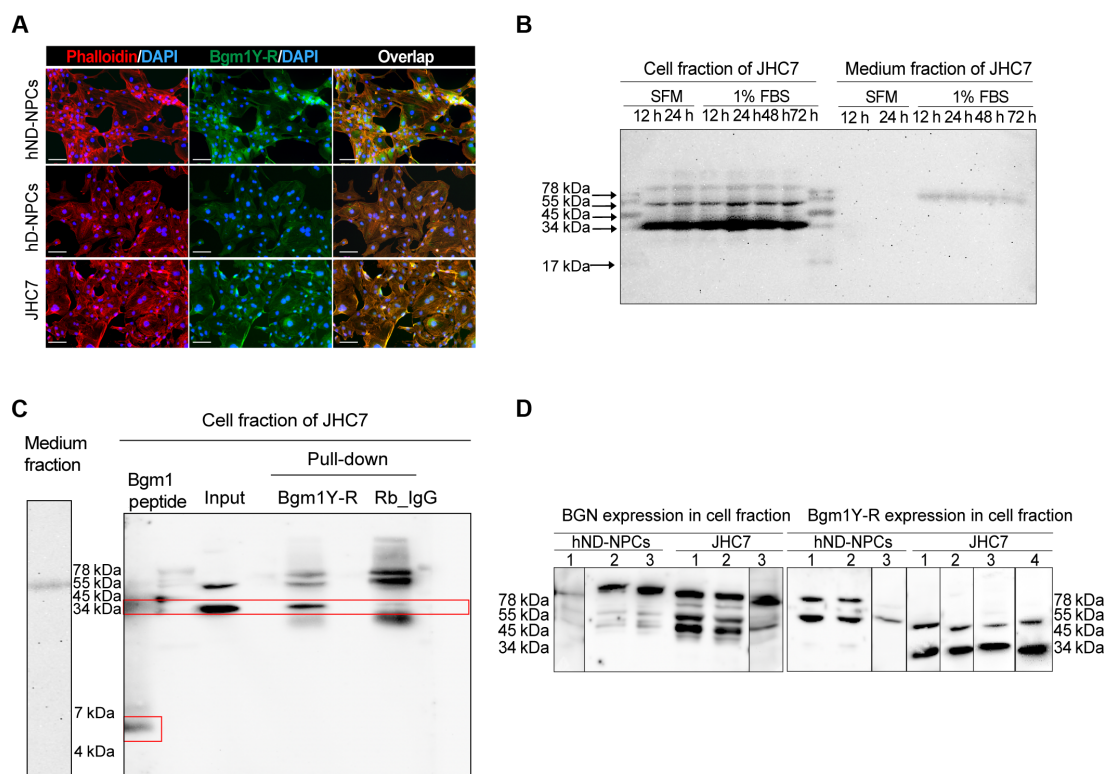 A
Phalloidin/DAPI Bgm1Y-R/DAPI Overlap
hND-NPCs
hD-NPCs
JHC7
B
Cell fraction of JHC7 Medium fraction of JHC7
SFM 1% FBS SFM 1% FBS
12 h 24 h 12 h 24 h 48 h 72 h 12 h 24 h 12 h 24 h 48 h 72 h
78 kDa
55 kDa
45 kDa
34 kDa
17 kDa
C
Cell fraction of JHC7
Medium
fraction
Pull-down
Bgm1
peptide Input Bgm1Y-R Rb_IgG
78 kDa
55 kDa
45 kDa
34 kDa
7 kDa
4 kDa
D
BGN expression in cell fraction Bgm1Y-R expression in cell fraction
hND-NPCs JHC7 hND-NPCs JHC7
1 2 3 1 2 3 1 2 3 1 2 3 4
78 kDa 78 kDa
55 kDa 55 kDa
45 kDa 45 kDa
34 kDa 34 kDa